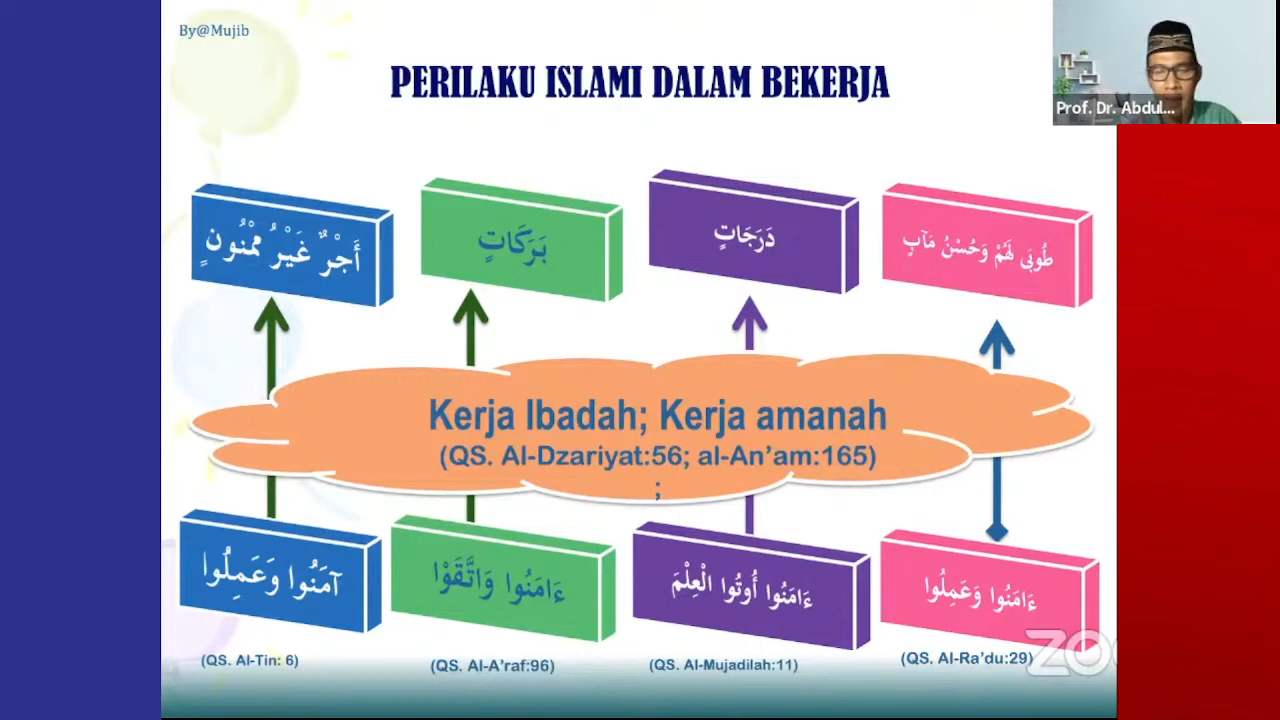 By@Mujib
PERILAKU ISLAMI DALAM BEKERJA
Prof. Dr. Abdul...
أَجْرٌ غَيْرُ مَمْنُونٍ
بَرَكَاتٍ
دَرَجَاتٍ
طُوبَى لَهُمْ وَحُسْنُ مَآبٍ
Kerja Ibadah; Kerja amanah
(QS. Al-Dzariyat:56; al-An’am:165)
;
آمَنُوا وَعَمِلُوا
ءَامَنُوا وَاتَّقَوْا
ءَامَنُوا أُوتُوا الْعِلْمَ
ءَامَنُوا وَعَمِلُوا
(QS. Al-Tin: 6)
(QS. Al-A’raf:96)
(QS. Al-Mujadilah:11)
(QS. Al-Ra’du:29)